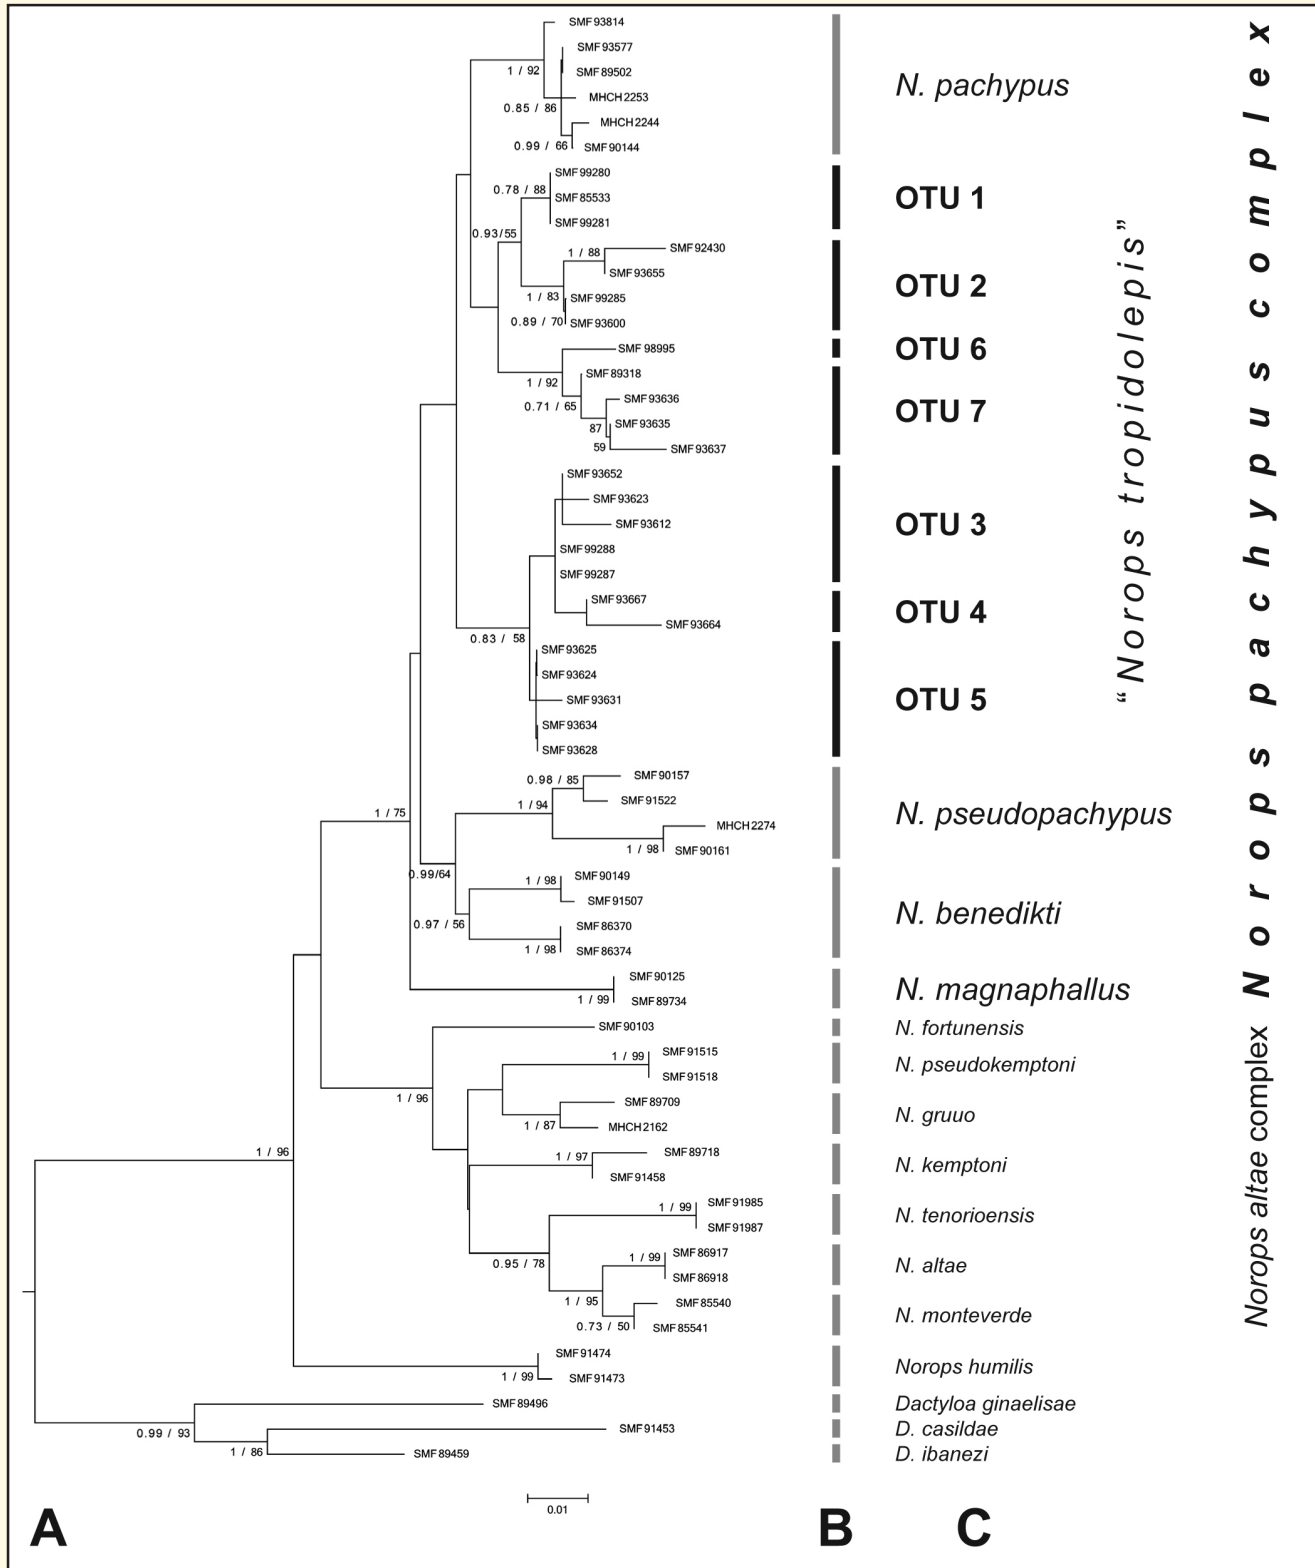 SMF93814
SMF93577
1 / 92
SMF89502
N. pachypus
MHCH2253
0.85 / 86
MHCH2244
0.99 / 66
SMF90144
SMF99280
0.78 / 88
SMF85533
OTU 1
SMF99281
0.93/55
SMF92430
1 / 88
SMF93655
OTU 2
1 / 83
SMF99285
0.89 / 70
SMF93600
SMF98995
OTU 6
1 / 92
SMF89318
SMF93636
0.71 / 65
OTU 7
SMF93635
87
59
SMF93637
SMF93652
SMF93623
SMF93612
OTU 3
SMF99288
SMF99287
SMF93667
OTU 4
SMF93664
0.83 / 58
SMF93625
SMF93624
SMF93631
OTU 5
SMF93634
SMF93628
“Norops tropidolepis”
Norops pachypus complex
SMF90157
0.98 / 85
SMF91522
1 / 94
1 / 75
N. pseudopachypus
MHCH2274
1 / 98
SMF90161
0.99/64
SMF90149
1 / 98
SMF91507
N. benedikti
0.97 / 56
SMF86370
1 / 98
SMF86374
SMF90125
N. magnaphallus
1 / 99
SMF89734
SMF90103
N. fortunensis
SMF91515
1 / 99
N. pseudokemptoni
SMF91518
1 / 96
SMF89709
N. gruuo
1 / 87
MHCH2162
1 / 96
SMF89718
1 / 97
N. kemptoni
SMF91458
SMF91985
1 / 99
N. tenorioensis
SMF91987
0.95 / 78
SMF86917
1 / 99
N. altae
SMF86918
1 / 95
SMF85540
N. monteverde
0.73 / 50
SMF85541
Norops altae complex
SMF91474
Norops humilis
1 / 99
SMF91473
SMF89496
Dactyloa ginaelisae
0.99 / 93
SMF91453
D. casildae
1 / 86
SMF89459
D. ibanezi
0.01
A
B
C